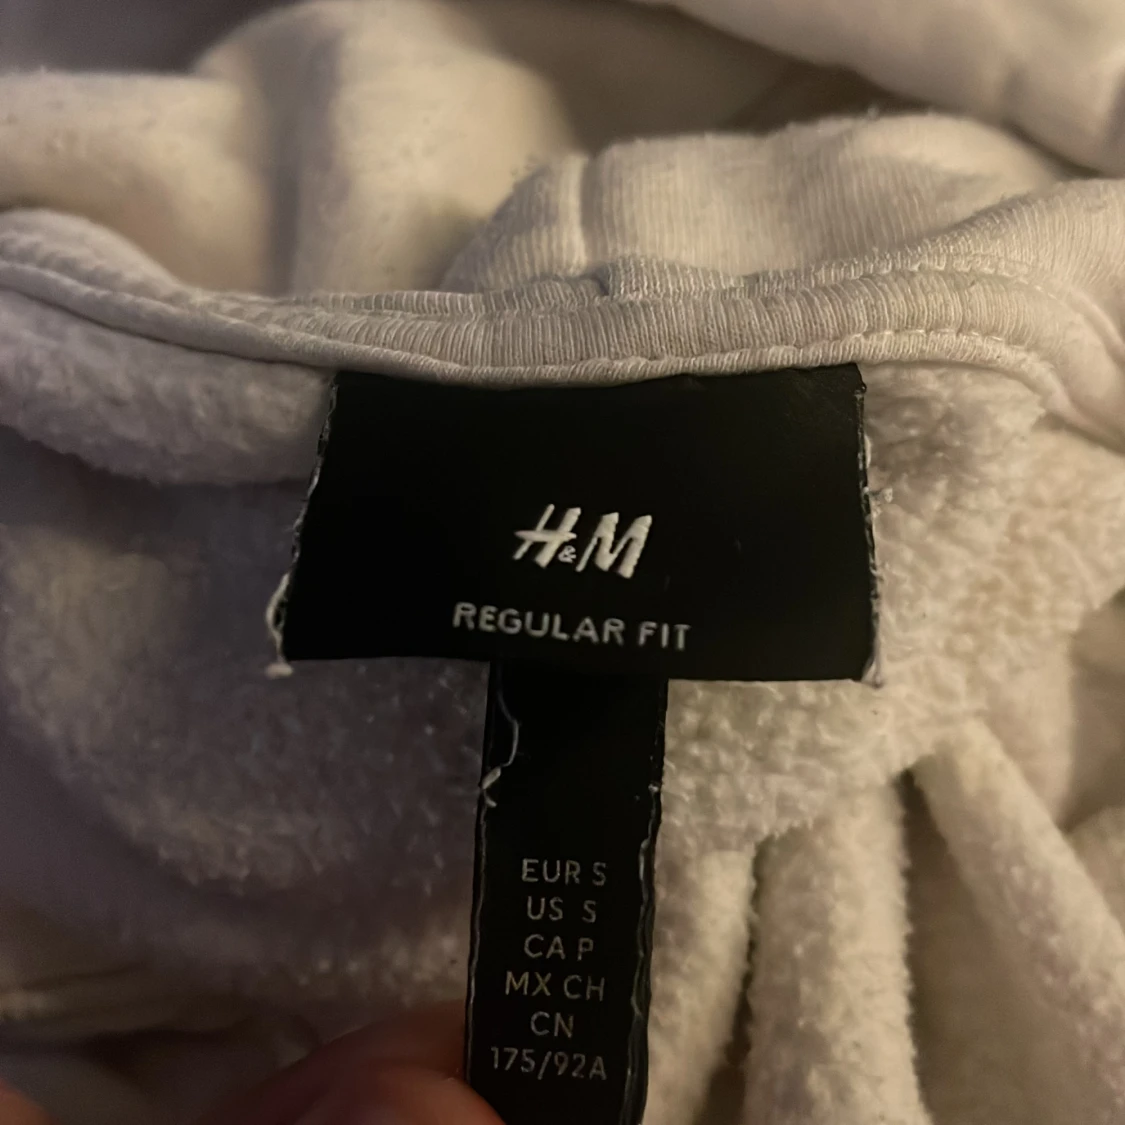 H&M
REGULAR FIT
EUR S
US S
CA P
MX CH
CN
175/92A